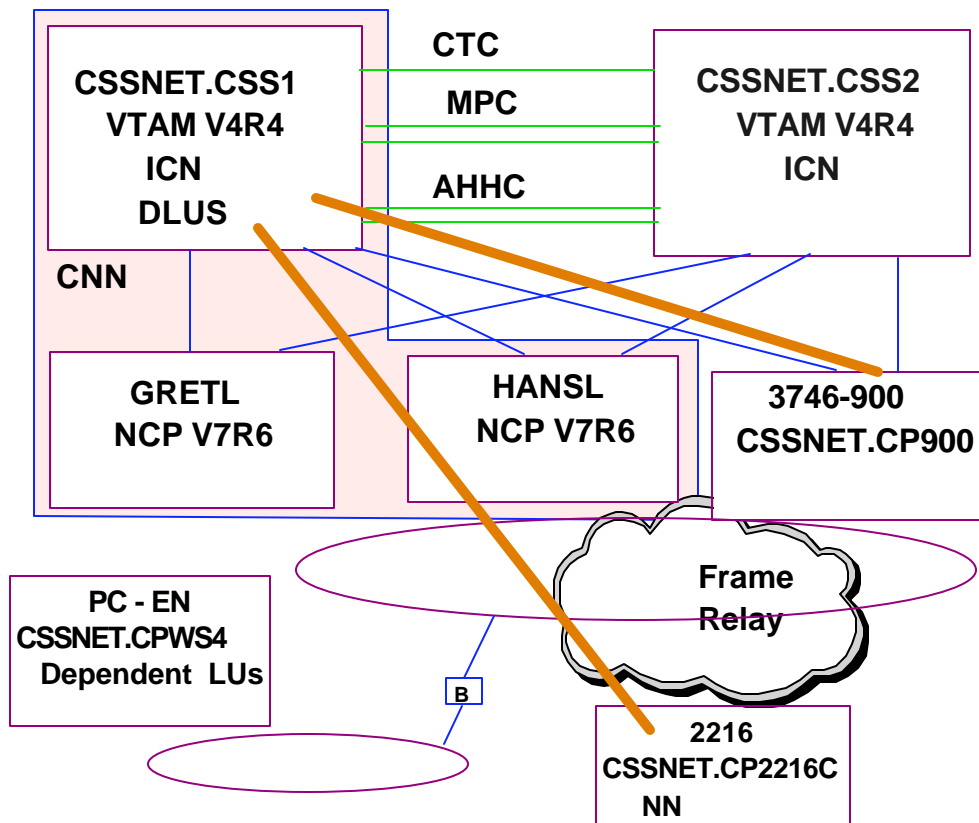 CSSNET.CSS1
VTAM V4R4
ICN
DLUS
CTC
MPC
AHHC
CSSNET.CSS2
VTAM V4R4
ICN
CNN
GRETL
NCP V7R6
HANSL
NCP V7R6
3746-900
CSSNET.CP900
Frame
Relay
PC - EN
CSSNET.CPWS4
Dependent LUs
B
2216
CSSNET.CP2216C
NN